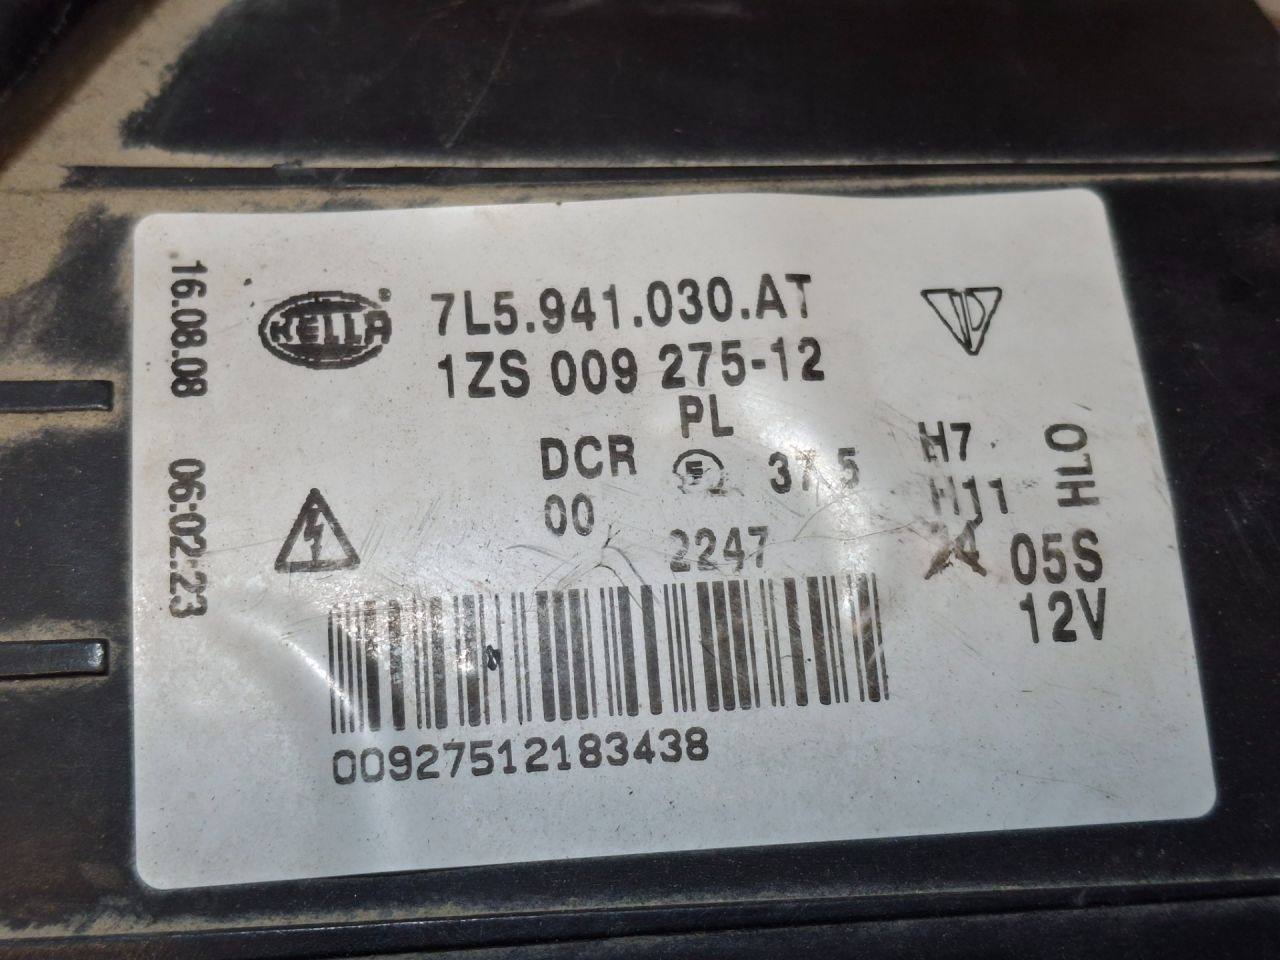 16.08.08 06:02:23
HELLA
7L5.941.030.AT
1ZS 009 275-12
PL
DCR
37.5
H7
H1O
00
H11
2247
05S
12V
00927512183438